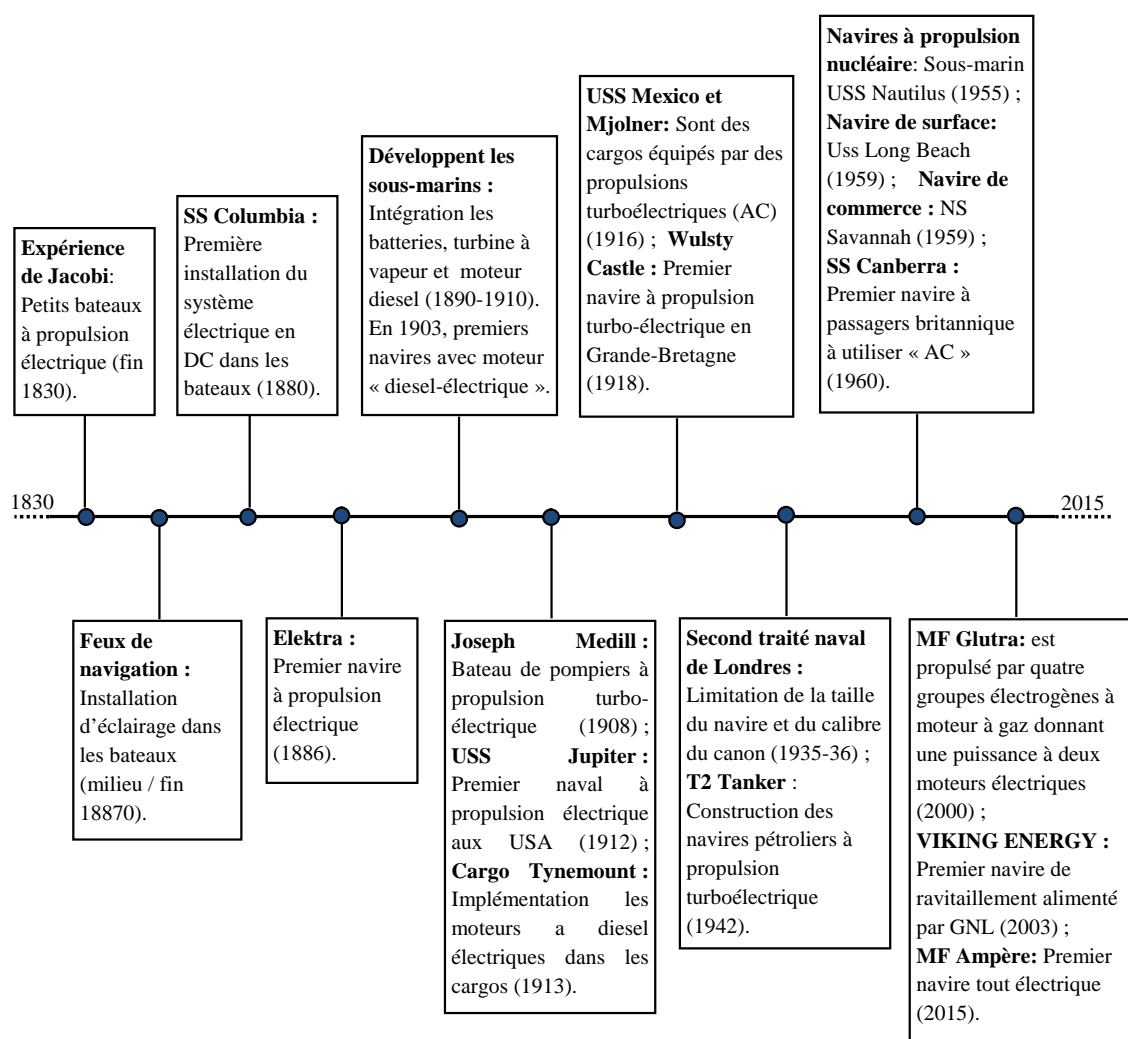 Navires à propulsion
nucléaire: Sous-marin
USS Nautilus (1955) ;
Navire de surface:
Uss Long Beach
(1959) ; Navire de
commerce : NS
Savannah (1959) ;
SS Canberra :
Premier navire à
passagers britannique
à utiliser « AC »
(1960).
USS Mexico et
Mjolner: Sont des
cargos équipés par des
propulsions
turboélectriques (AC)
(1916) ; Wulsty
Castle : Premier
navire à propulsion
turbo-électrique en
Grande-Bretagne
(1918).
Développent les
sous-marins :
Intégration les
batteries, turbine à
vapeur et moteur
diesel (1890-1910).
En 1903, premiers
navires avec moteur
« diesel-électrique ».
SS Columbia :
Première
installation du
système
électrique en
DC dans les
bateaux (1880).
Expérience
de Jacobi:
Petits bateaux
à propulsion
électrique (fin
1830).
1830
2015
Feux de
navigation :
Installation
d’éclairage dans
les bateaux
(milieu / fin
18870).
Elektra :
Premier navire
à propulsion
électrique
(1886).
Joseph Medill :
Bateau de pompiers à
propulsion turbo-
électrique (1908) ;
USS Jupiter :
Premier naval à
propulsion électrique
aux USA (1912) ;
Cargo Tynemount :
Implémentation les
moteurs a diesel
électriques dans les
cargos (1913).
Second traité naval
de Londres :
Limitation de la taille
du navire et du calibre
du canon (1935-36) ;
T2 Tanker :
Construction des
navires pétroliers à
propulsion
turboélectrique
(1942).
MF Glutra: est
propulsé par quatre
groupes électrogènes à
moteur à gaz donnant
une puissance à deux
moteurs électriques
(2000) ;
VIKING ENERGY :
Premier navire de
ravitaillement alimenté
par GNL (2003) ;
MF Ampère: Premier
navire tout électrique
(2015).